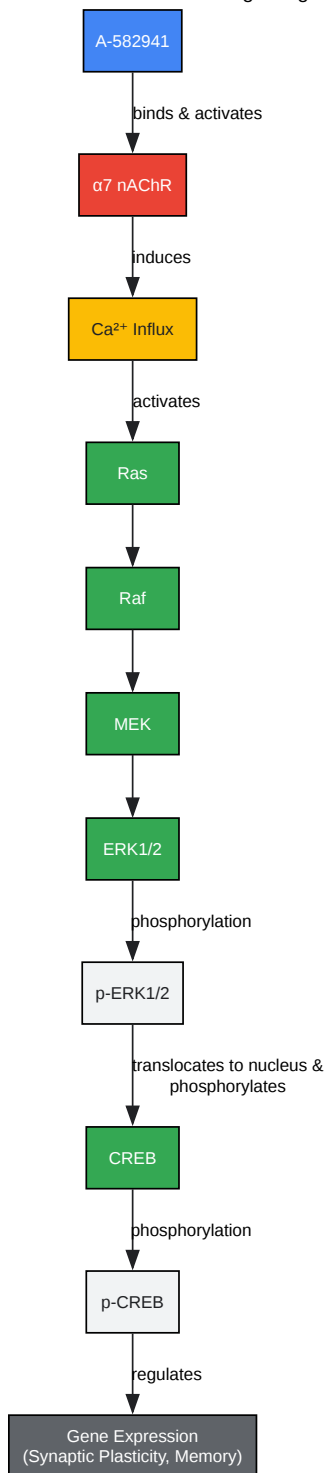 A-582941
binds & activates
α7 nAChR
induces
Ca²⁺ Influx
activates
Ras
Raf
MEK
ERK1/2
phosphorylation
p-ERK1/2
translocates to nucleus &
phosphorylates
CREB
phosphorylation
p-CREB
regulates
Gene Expression
(Synaptic Plasticity, Memory)